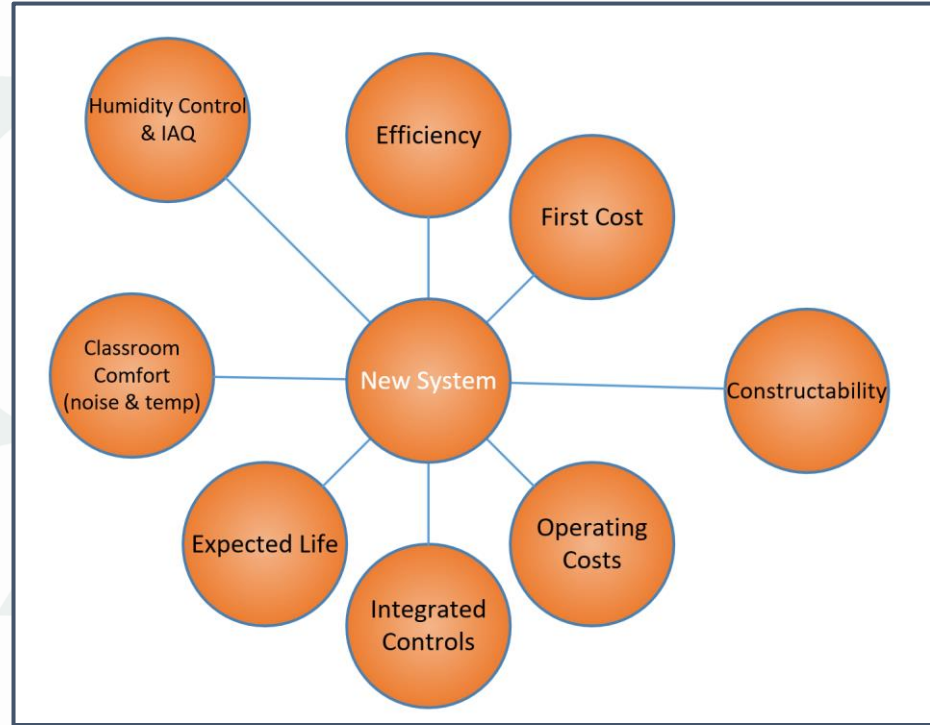 Humidity Control
& IAQ
Efficiency
First Cost
Classroom
Comfort
(noise & temp)
New System
Constructability
Expected Life
Operating
Costs
Integrated
Controls